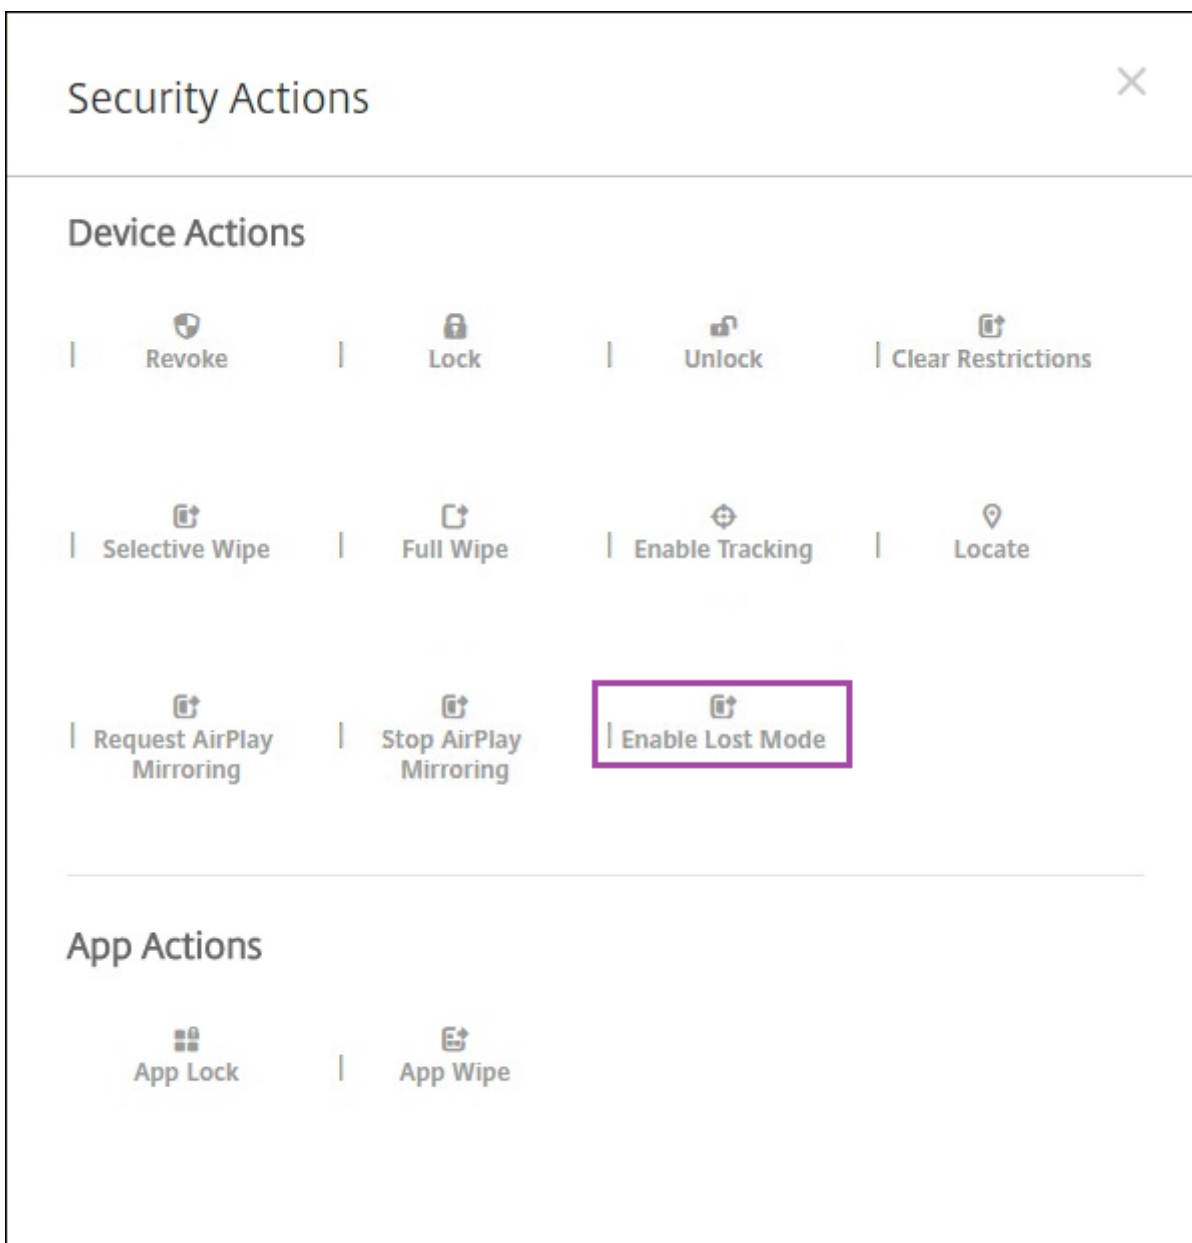 Security Actions
Device Actions
Revoke
Lock
Unlock
Clear Restrictions
Selective Wipe
Full Wipe
Enable Tracking
Locate
Request AirPlay
Mirroring
Stop AirPlay
Mirroring
Enable Lost Mode
App Actions
App Lock
App Wipe